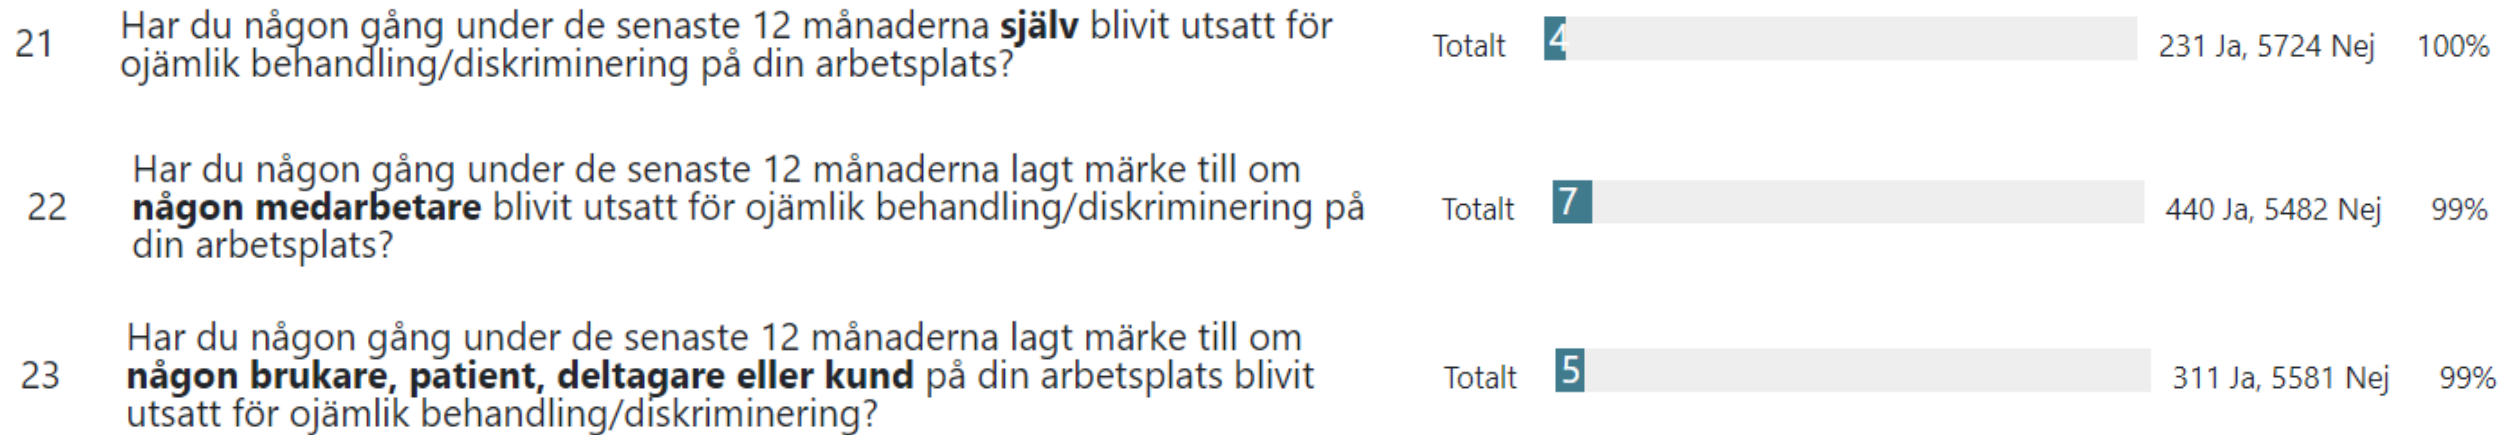 21 Har du någon gång under de senaste 12 månaderna själv blivit utsatt för
ojämlik behandling/diskriminering på din arbetsplats?
Totalt 4 231 Ja, 5724 Nej 100%
Har du någon gång under de senaste 12 månaderna lagt märke till om
22 någon medarbetare blivit utsatt för ojämlik behandling/diskriminering på
din arbetsplats?
Totalt 7 440 Ja, 5482 Nej 99%
Har du någon gång under de senaste 12 månaderna lagt märke till om
23 någon brukare, patient, deltagare eller kund på din arbetsplats blivit
utsatt för ojämlik behandling/diskriminering?
Totalt 5 311 Ja, 5581 Nej 99%